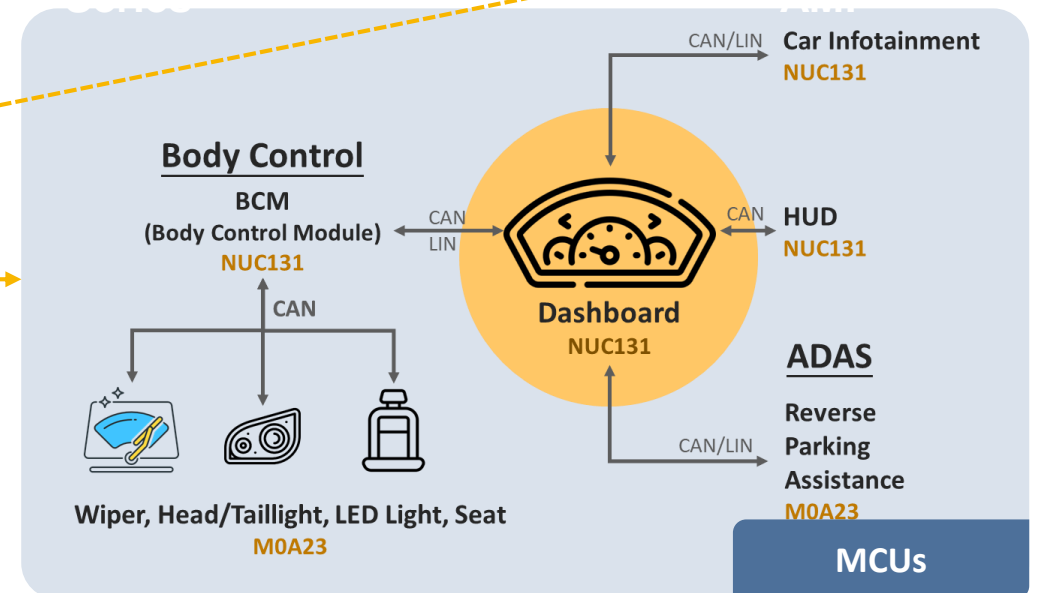 CAN/LIN
Car Infotainment
NUC131
Body Control
BCM
(Body Control Module)
NUC131
CAN
LIN
CAN
HUD
NUC131
CAN
Dashboard
NUC131
ADAS
Reverse
Parking
Assistance
M0A23
CAN/LIN
Wiper, Head/Taillight, LED Light, Seat
M0A23
MCUs